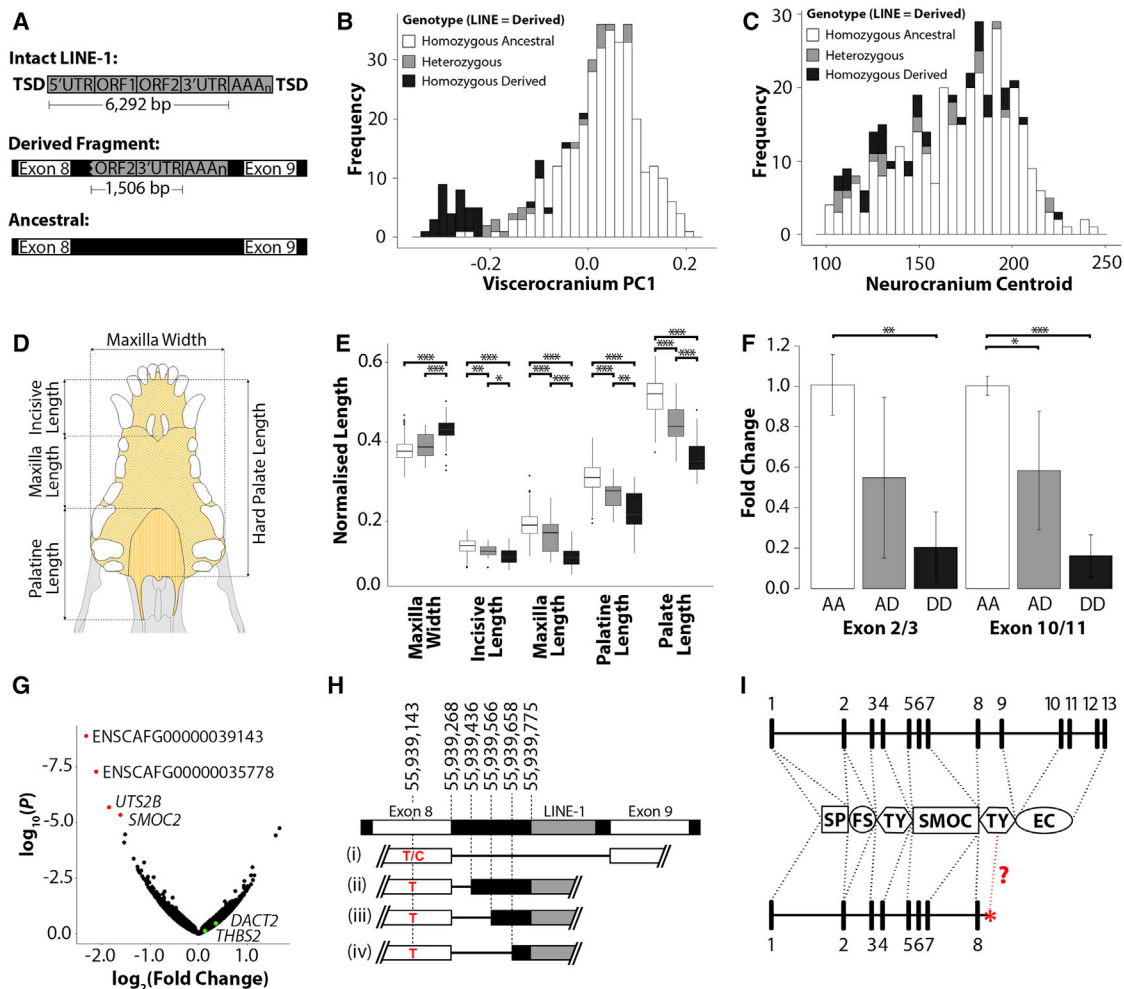 A
Intact LINE-1:
TSD 5'UTR ORF1 ORF2 3'UTR AAAn TSD
6,292 bp
Derived Fragment:
Exon 8 ORF2 3'UTR AAAn Exon 9
1,506 bp
Ancestral:
Exon 8 Exon 9
B
Genotype (LINE = Derived)
Homozygous Ancestral
Heterozygous
Homozygous Derived
Frequency
30
20
10
0
-0.2 0.0 0.2
Viscerocranium PC1
C
Genotype (LINE = Derived)
Homozygous Ancestral
Heterozygous
Homozygous Derived
Frequency
30
20
10
0
100 150 200 250
Neurocranium Centroid
D
Maxilla Width
Incisive Length
Maxilla Length
Palatine Length
Hard Palate Length
E
Normalised Length
0.6
0.4
0.2
0.0
*** *** ** *** * *** *** *** *** *** ** *** *** ***
Maxilla Width
Incisive Length
Maxilla Length
Palatine Length
Palate Length
F
Fold Change
1.2
1.0
0.8
0.6
0.4
0.2
0.0
** *** *
AA AD DD AA AD DD
Exon 2/3 Exon 10/11
G
log10(P)
-7.5
-5.0
-2.5
0.0
ENSCAFG00000039143
ENSCAFG00000035778
UTS2B
SMOC2
DACT2
THBS2
-2.0 -1.0 0.0 1.0
log2(Fold Change)
H
55,939,143
55,939,268
55,939,436
55,939,566
55,939,658
55,939,775
Exon 8 LINE-1 Exon 9
(i) T/C
(ii) T
(iii) T
(iv) T
I
1 2 3 4 5 6 7 8 9 10 11 12 13
SP FS TY SMOC TY EC
?
*
1 2 3 4 5 6 7 8